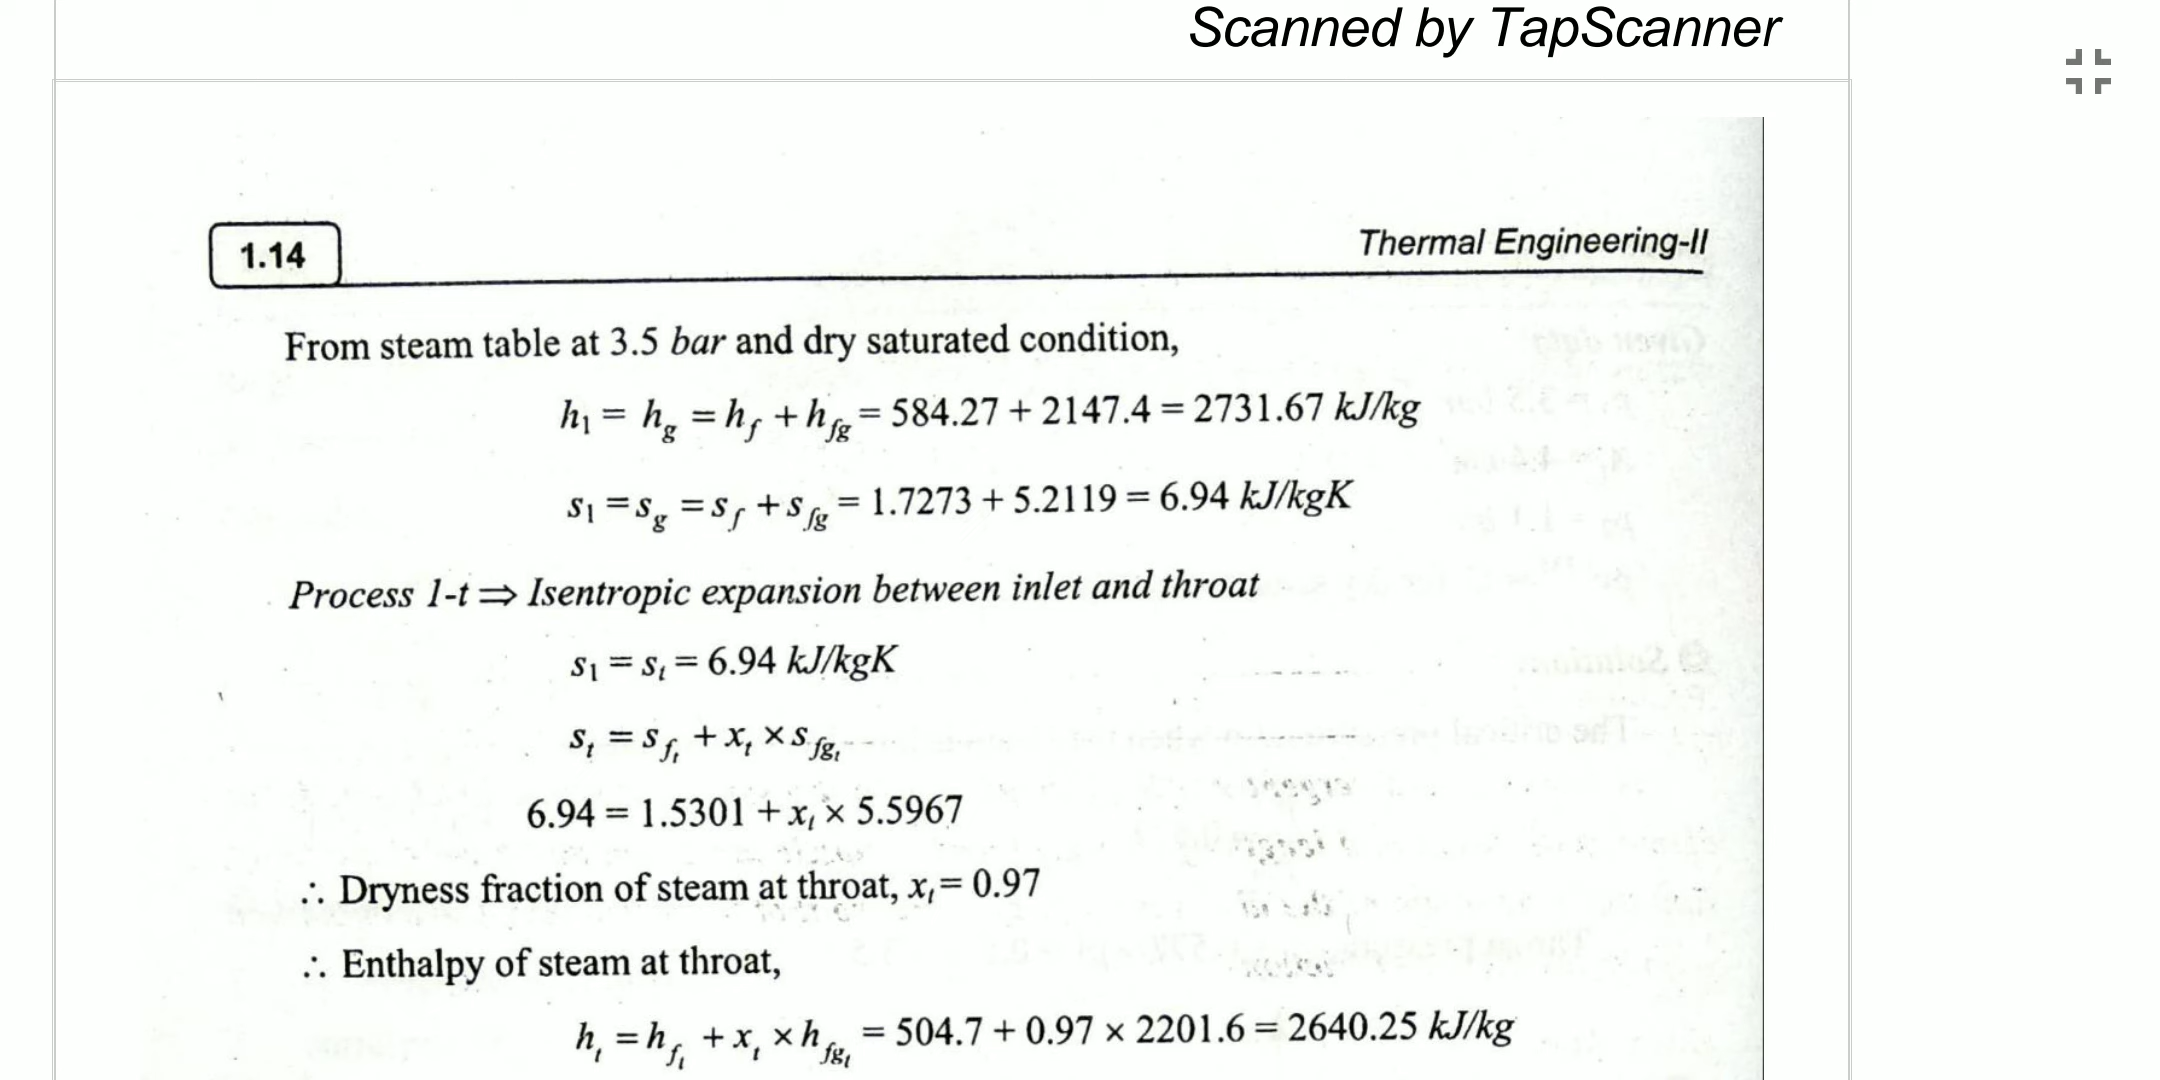 Scanned by TapScanner
1.14
Thermal Engineering-II
From steam table at 3.5 bar and dry saturated condition,
h₁ = h_g = h_f + h_fg = 584.27 + 2147.4 = 2731.67 kJ/kg
s₁ = s_g = s_f + s_fg = 1.7273 + 5.2119 = 6.94 kJ/kgK
Process 1-t ⇒ Isentropic expansion between inlet and throat
s₁ = s_t = 6.94 kJ/kgK
s_t = s_f_t + x_t × s_fg_t
6.94 = 1.5301 + x_t × 5.5967
∴ Dryness fraction of steam at throat, x_t = 0.97
∴ Enthalpy of steam at throat,
h_t = h_f_t + x_t × h_fg_t = 504.7 + 0.97 × 2201.6 = 2640.25 kJ/kg